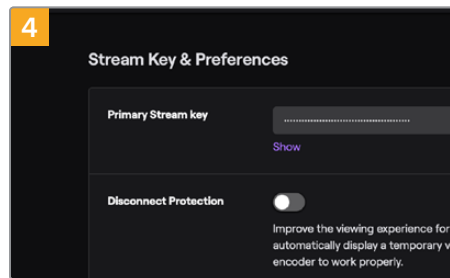 4
Stream Key & Preferences
Primary Stream key
Show
Disconnect Protection
Improve the viewing experience for
automatically display a temporary
encoder to work properly.